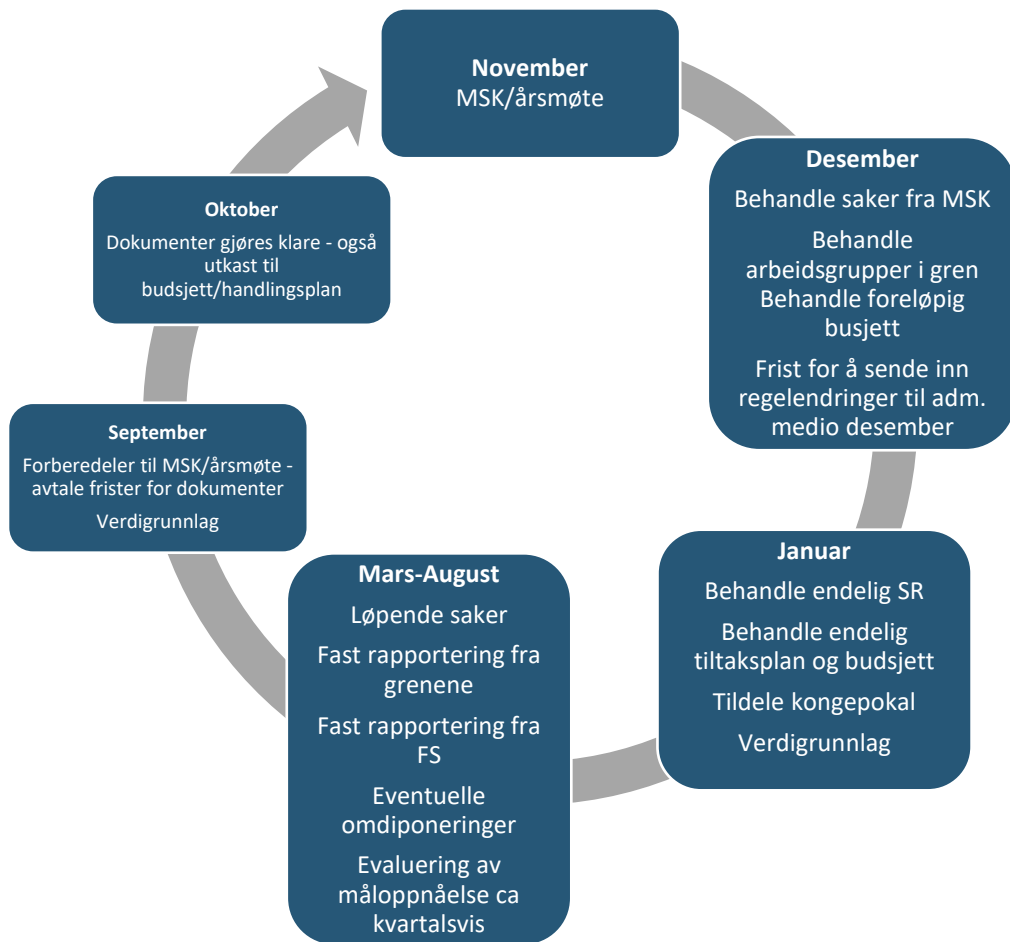 November
MSK/årsmøte
Desember
Behandle saker fra MSK
Behandle
arbeidsgrupper i gren
Behandle foreløpig
busjett
Frist for å sende inn
regelendringer til adm.
medio desember
Januar
Behandle endelig SR
Behandle endelig
tiltaksplan og budsjett
Tildele kongepokal
Verdigrunnlag
Mars-August
Løpende saker
Fast rapportering fra
grenene
Fast rapportering fra
FS
Eventuelle
omdiponeringer
Evaluering av
måloppnåelse ca
kvartalsvis
September
Forberedeler til MSK/årsmøte -
avtale frister for dokumenter
Verdigrunnlag
Oktober
Dokumenter gjøres klare - også
utkast til
budsjett/handlingsplan